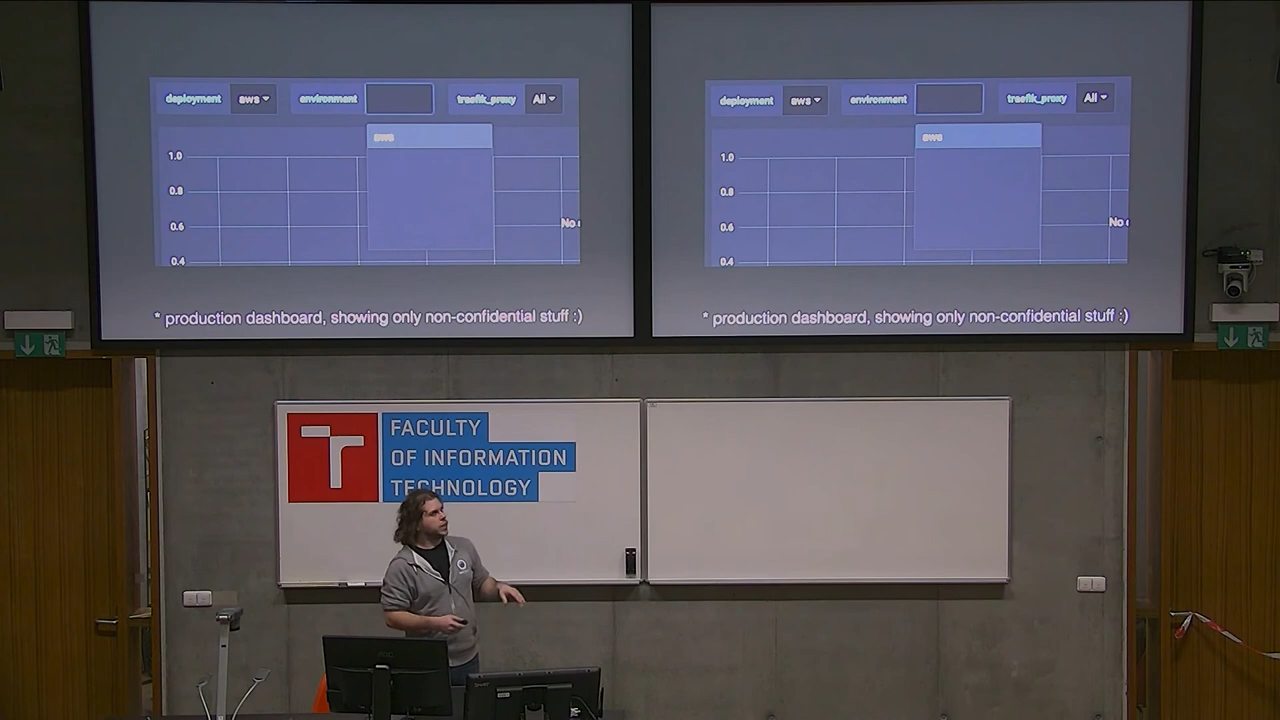 deployment aws environment traefik_proxy All
aws
1.0
0.8
0.6
No
0.4
* production dashboard, showing only non-confidential stuff :)
deployment aws environment traefik_proxy All
aws
1.0
0.8
0.6
No
0.4
* production dashboard, showing only non-confidential stuff :)
FACULTY
OF INFORMATION
TECHNOLOGY